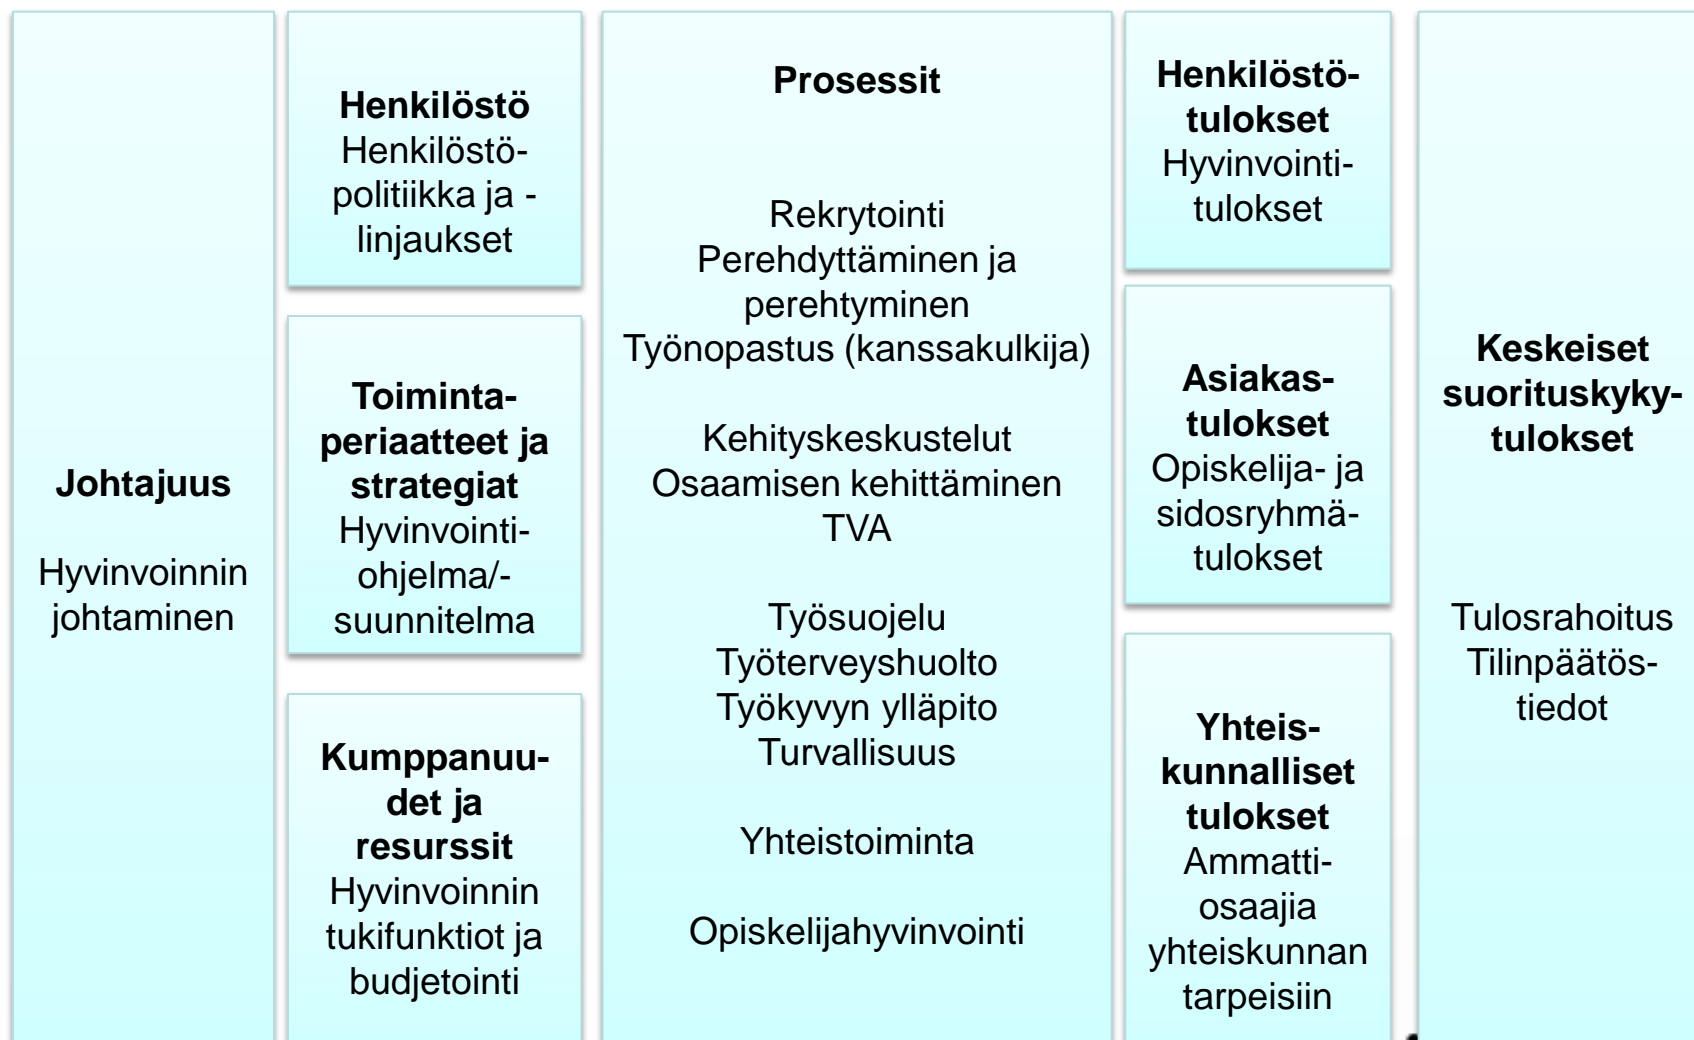 Johtajuus
Hyvinvoinnin
johtaminen
Henkilöstö
Henkilöstö-
politiikka ja -
linjaukset
Toiminta-
periaatteet ja
strategiat
Hyvinvointi-
ohjelma/-
suunnitelma
Kumppanuu-
det ja
resurssit
Hyvinvoinnin
tukifunktiot ja
budjetointi
Prosessit
Rekrytointi
Perehdyttäminen ja
perehtyminen
Työnopastus (kanssakulkija)
Kehityskeskustelut
Osaamisen kehittäminen
TVA
Työsuojelu
Työterveyshuolto
Työkyvyn ylläpito
Turvallisuus
Yhteistoiminta
Opiskelijahyvinvointi
Henkilöstö-
tulokset
Hyvinvointi-
tulokset
Asiakas-
tulokset
Opiskelija- ja
sidosryhmä-
tulokset
Yhteis-
kunnalliset
tulokset
Ammatti-
osaajia
yhteiskunnan
tarpeisiin
Keskeiset
suorituskyky-
tulokset
Tulosrahoitus
Tilinpäätös-
tiedot